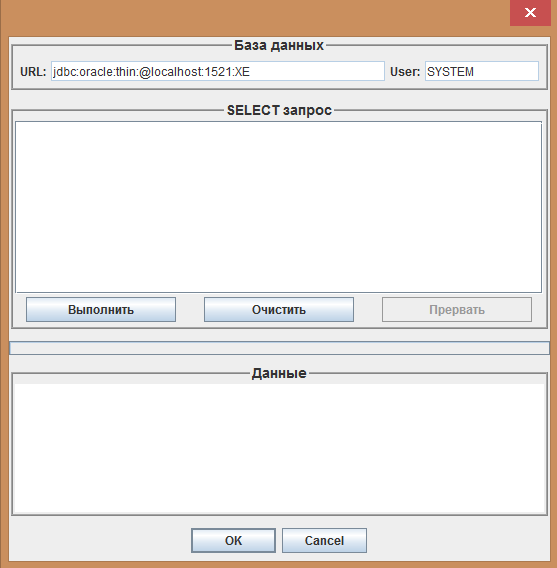 База данных
URL: jdbc:oracle:thin:@localhost:1521:XE User: SYSTEM
SELECT запрос
Выполнить Очистить Прервать
Данные
OK Cancel